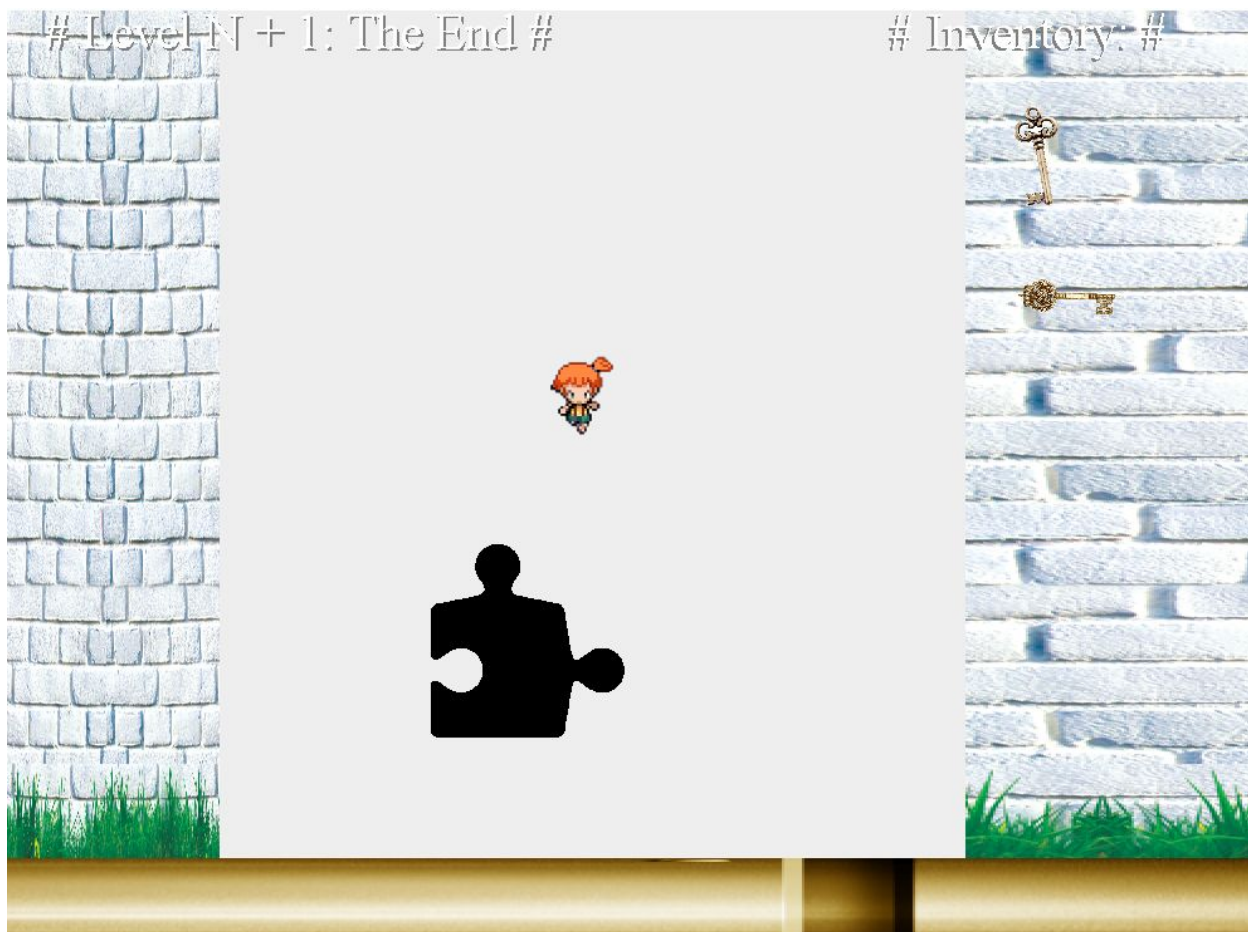 # Level N + 1: The End #
# Inventory: #